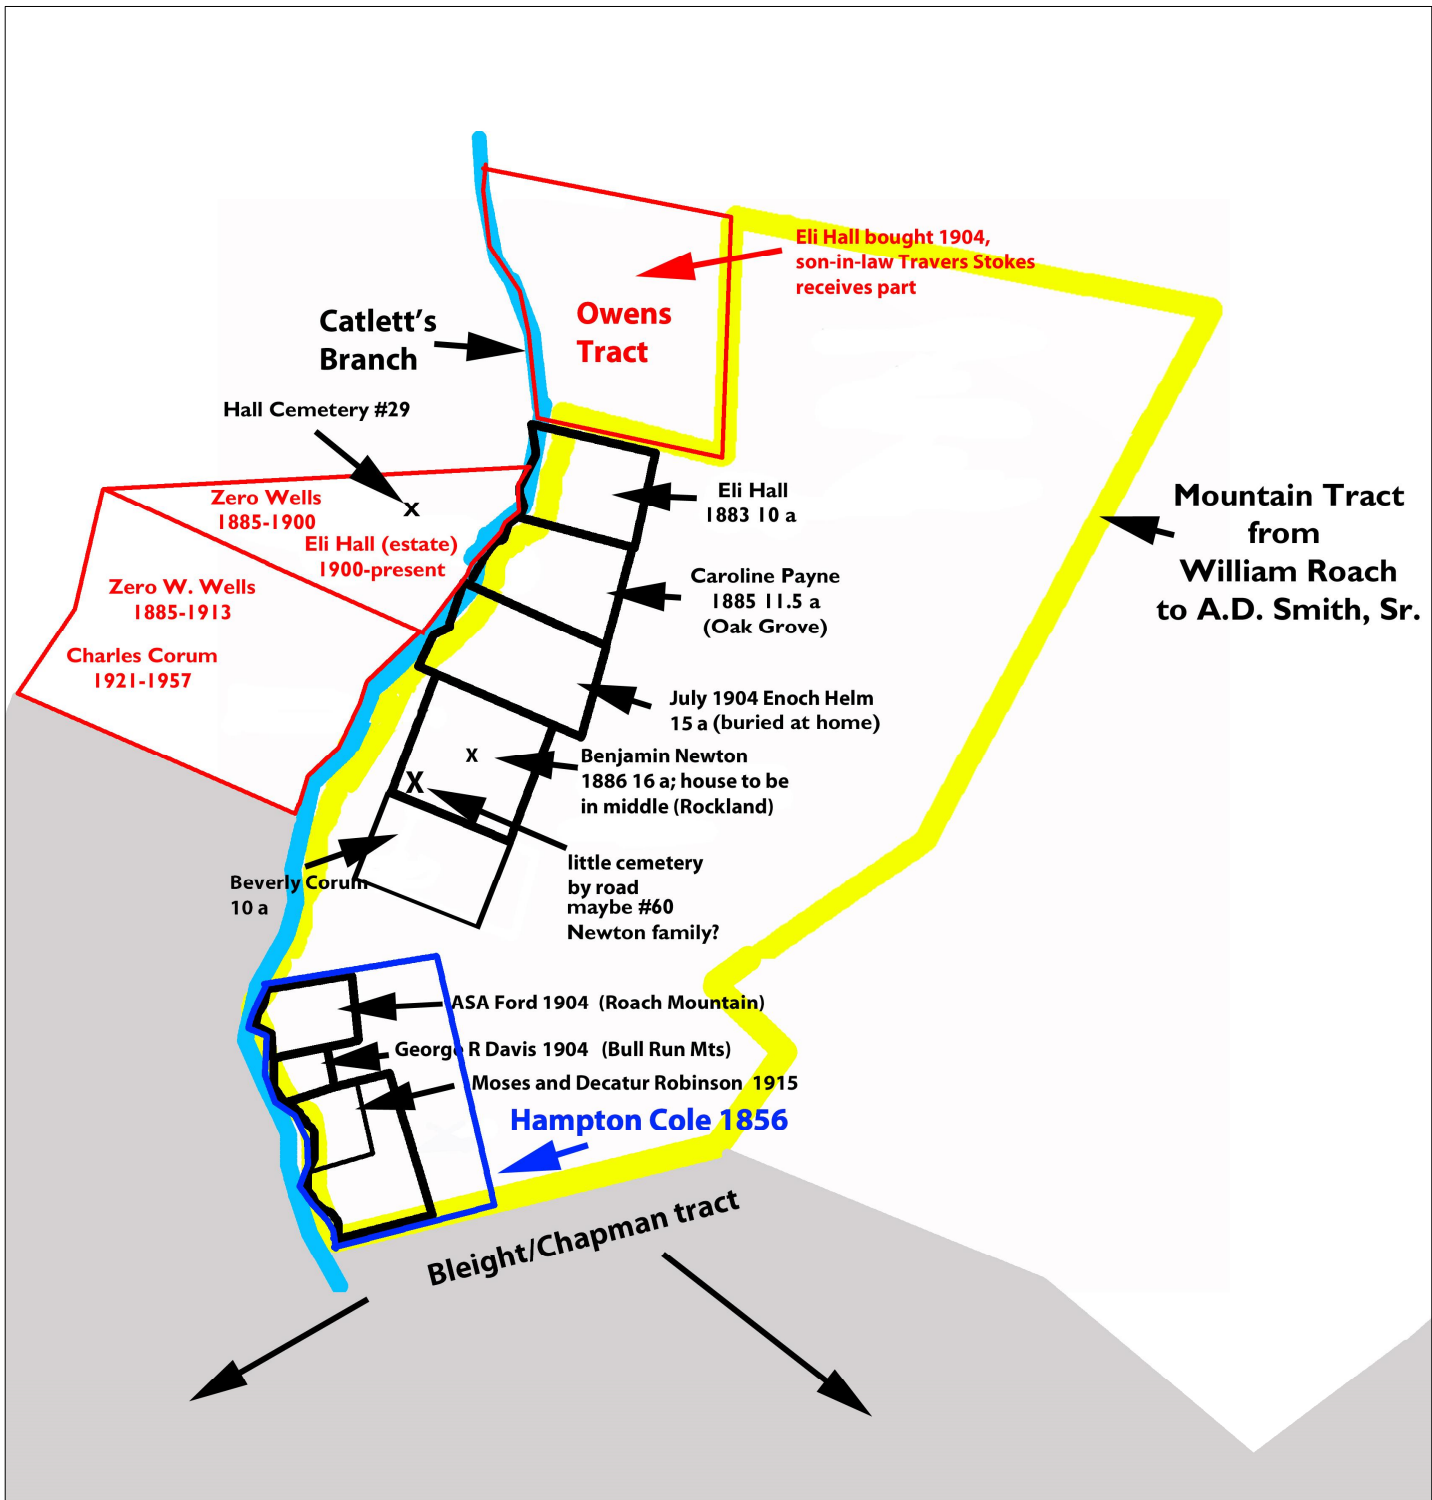 Eli Hall bought 1904,
son-in-law Travers Stokes
receives part
Owens
Tract
Catlett's
Branch
Hall Cemetery #29
x
Zero Wells
1885-1900
Eli Hall (estate)
1900-present
Zero W. Wells
1885-1913
Charles Corum
1921-1957
Eli Hall
1883 10 a
Mountain Tract
from
William Roach
to A.D. Smith, Sr.
Caroline Payne
1885 11.5 a
(Oak Grove)
July 1904 Enoch Helm
15 a (buried at home)
x
Benjamin Newton
1886 16 a; house to be
in middle (Rockland)
X
little cemetery
by road
maybe #60
Newton family?
Beverly Corum
10 a
ASA Ford 1904 (Roach Mountain)
George R Davis 1904 (Bull Run Mts)
Moses and Decatur Robinson 1915
Hampton Cole 1856
Bleight/Chapman tract